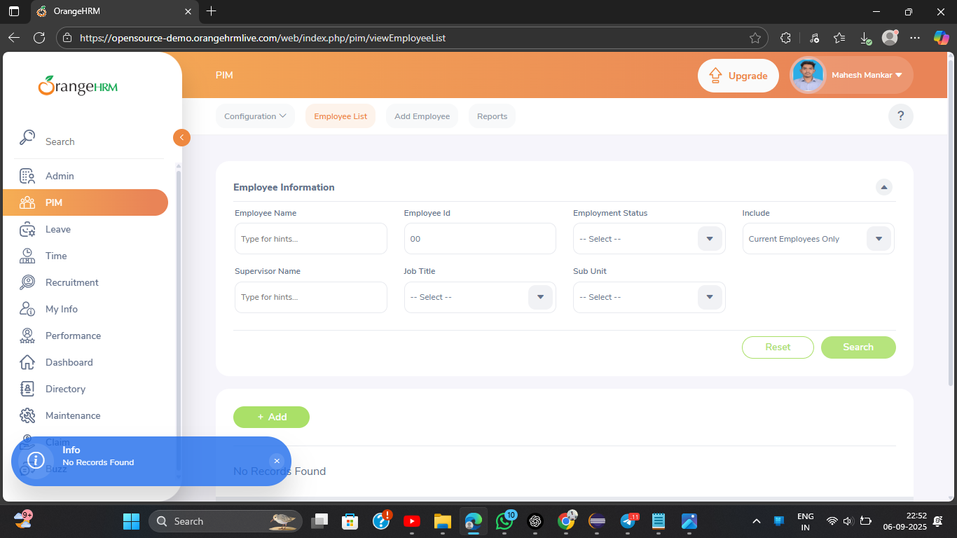 OrangeHRM
https://opensource-demo.orangehrmlive.com/web/index.php/pim/viewEmployeeList
OrangeHRM
PIM
Upgrade
Mahesh Mankar
Configuration
Employee List
Add Employee
Reports
?
Search
Admin
PIM
Leave
Time
Recruitment
My Info
Performance
Dashboard
Directory
Maintenance
Claim
Buzz
Employee Information
Employee Name
Employee Id
Employment Status
Include
Type for hints...
00
-- Select --
Current Employees Only
Supervisor Name
Job Title
Sub Unit
Type for hints...
-- Select --
-- Select --
Reset
Search
+ Add
No Records Found
Info
No Records Found
9+
Search
10
11
ENG
IN
22:52
06-09-2025